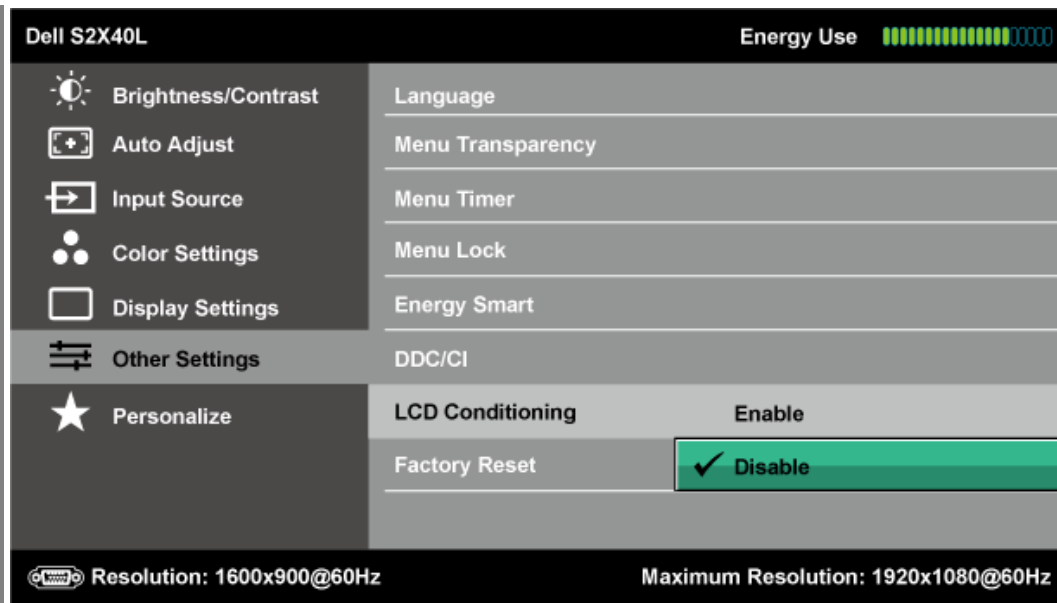 Dell S2X40L Energy Use
Brightness/Contrast Language
Auto Adjust Menu Transparency
Input Source Menu Timer
Color Settings Menu Lock
Display Settings Energy Smart
Other Settings DDC/CI
Personalize LCD Conditioning Enable
Factory Reset Disable
Resolution: 1600x900@60Hz Maximum Resolution: 1920x1080@60Hz